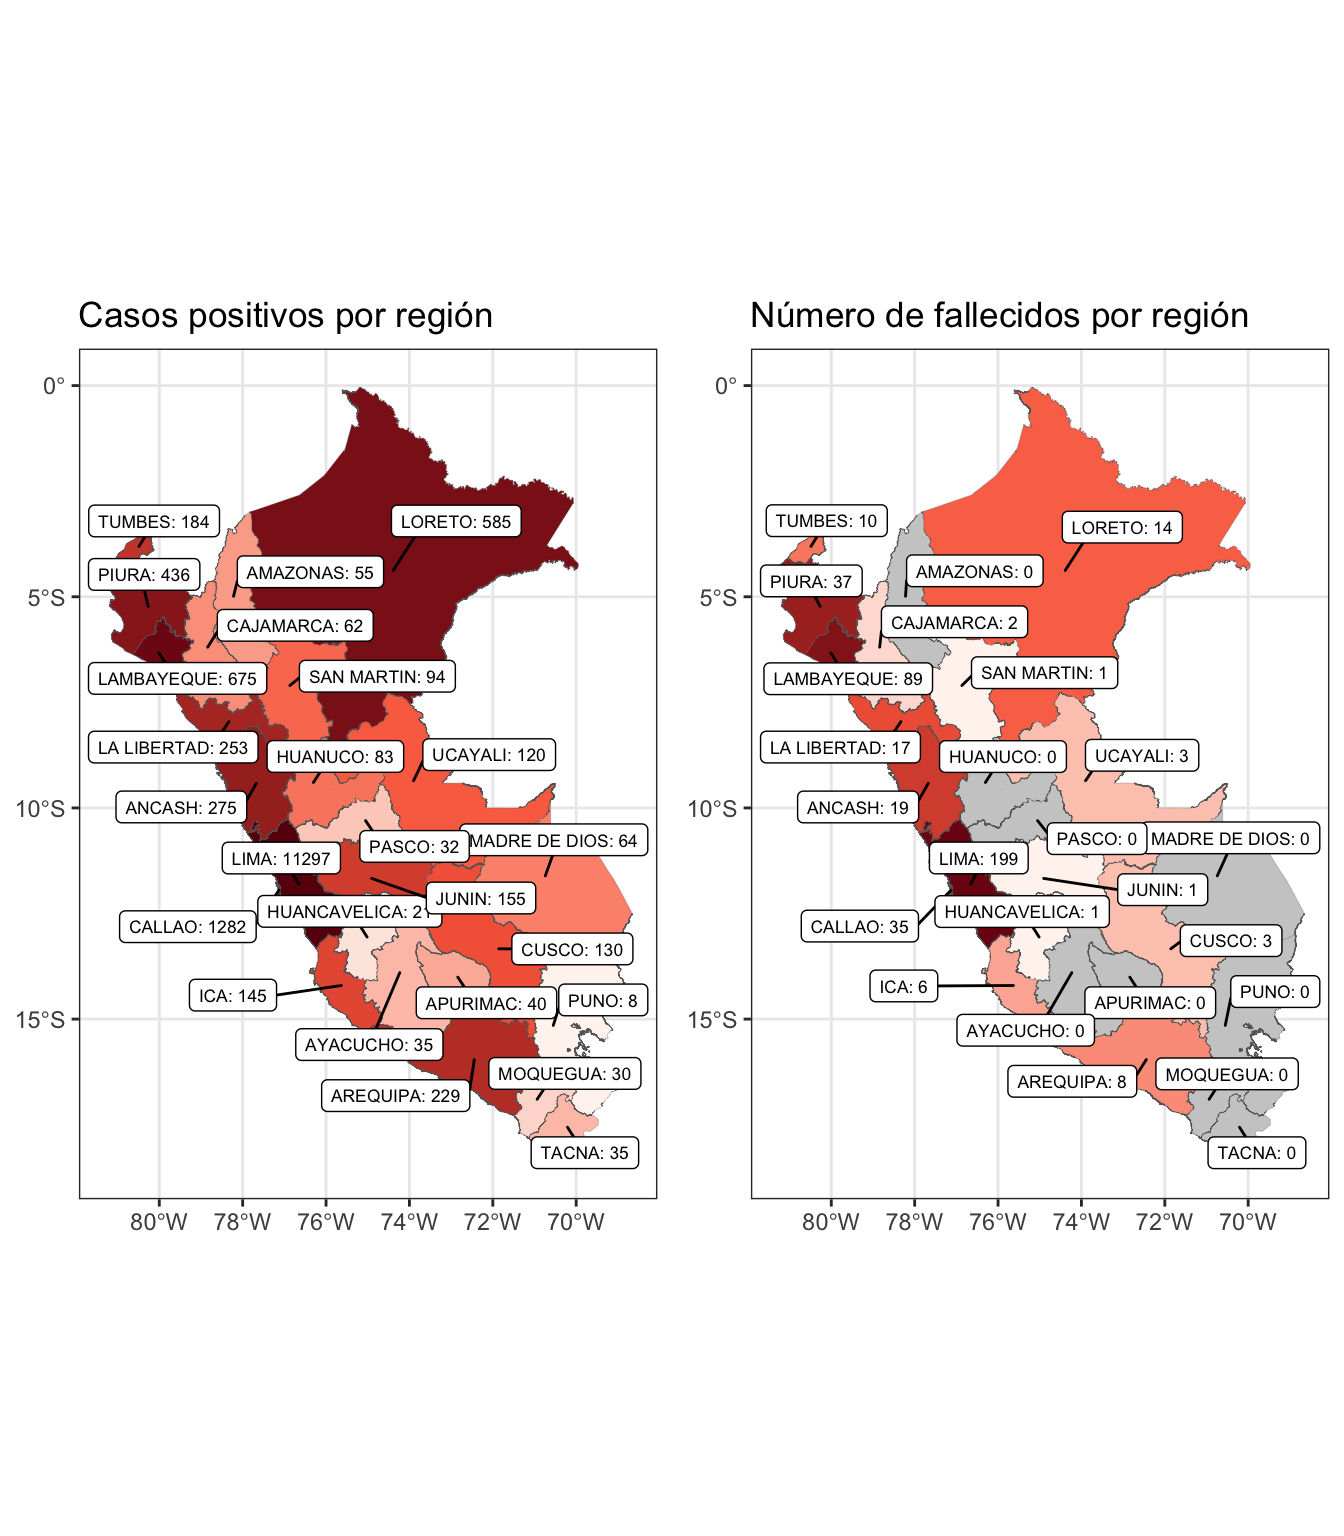 Casos positivos por región
0°
5°S
10°S
15°S
TUMBES: 184
LORETO: 585
PIURA: 436
AMAZONAS: 55
CAJAMARCA: 62
LAMBAYEQUE: 675
SAN MARTIN: 94
LA LIBERTAD: 253
HUANUCO: 83
UCAYALI: 120
ANCASH: 275
MADRE DE DIOS: 64
PASCO: 32
LIMA: 11297
JUNIN: 155
HUANCAVELICA: 21
CALLAO: 1282
CUSCO: 130
ICA: 145
APURIMAC: 40
PUNO: 8
AYACUCHO: 35
MOQUEGUA: 30
AREQUIPA: 229
TACNA: 35
80°W 78°W 76°W 74°W 72°W 70°W
Número de fallecidos por región
0°
5°S
10°S
15°S
TUMBES: 10
LORETO: 14
PIURA: 37
AMAZONAS: 0
CAJAMARCA: 2
LAMBAYEQUE: 89
SAN MARTIN: 1
LA LIBERTAD: 17
HUANUCO: 0
UCAYALI: 3
ANCASH: 19
PASCO: 0
MADRE DE DIOS: 0
LIMA: 199
JUNIN: 1
HUANCAVELICA: 1
CALLAO: 35
CUSCO: 3
ICA: 6
APURIMAC: 0
PUNO: 0
AYACUCHO: 0
MOQUEGUA: 0
AREQUIPA: 8
TACNA: 0
80°W 78°W 76°W 74°W 72°W 70°W